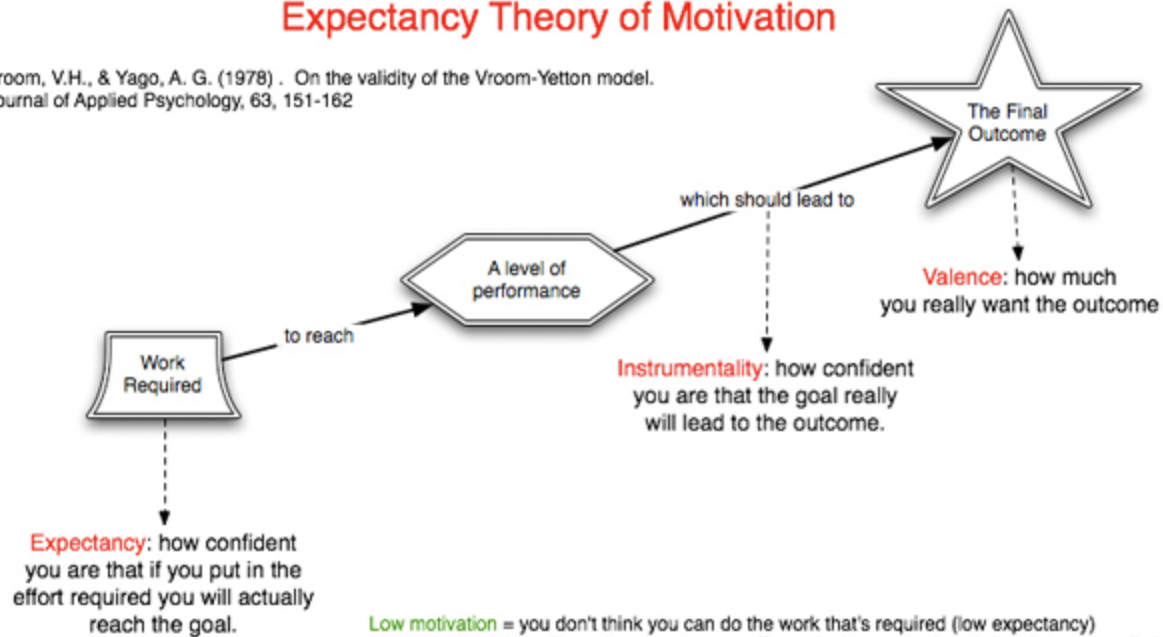 Expectancy Theory of Motivation
room, V.H., & Yago, A. G. (1978) . On the validity of the Vroom-Yetton model.
ournal of Applied Psychology, 63, 151-162
The Final
Outcome
which should lead to
A level of
performance
Valence: how much
you really want the outcome
to reach
Work
Required
Instrumentality: how confident
you are that the goal really
will lead to the outcome.
Expectancy: how confident
you are that if you put in the
effort required you will actually
reach the goal.
Low motivation = you don't think you can do the work that's required (low expectancy)